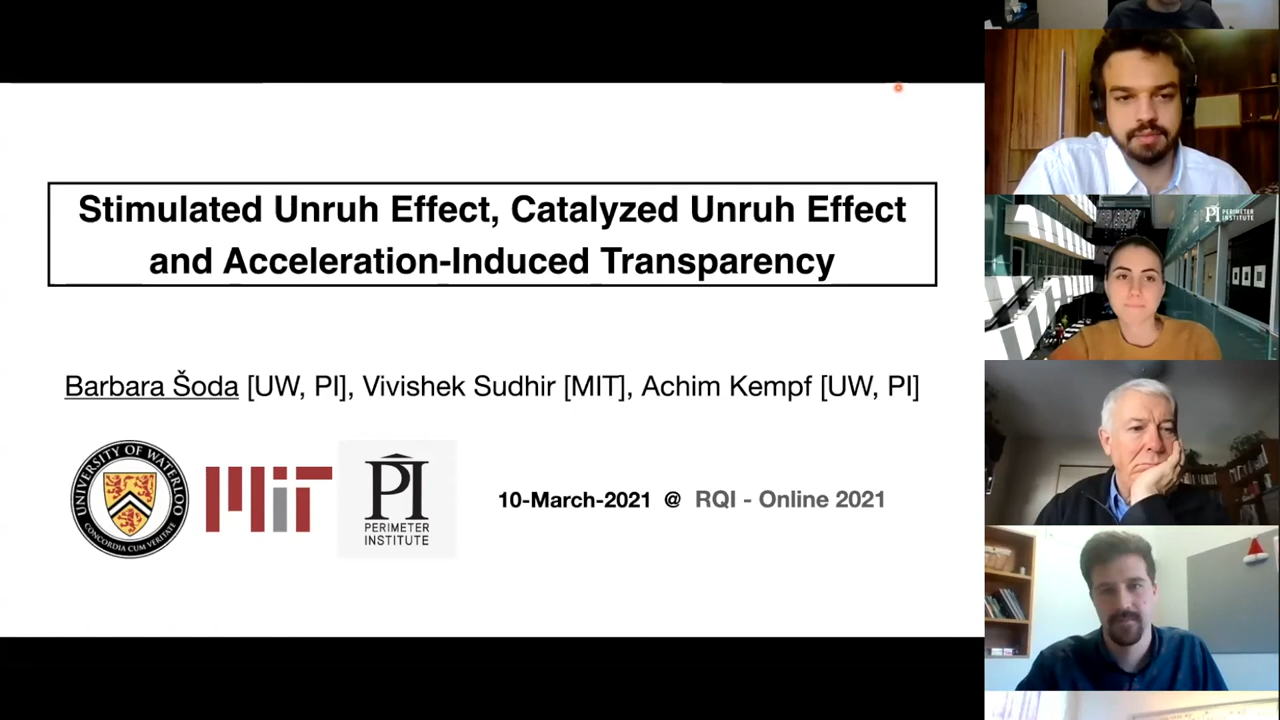 Stimulated Unruh Effect, Catalyzed Unruh Effect
and Acceleration-Induced Transparency
Barbara Šoda [UW, PI], Vivishek Sudhir [MIT], Achim Kempf [UW, PI]
UNIVERSITY OF WATERLOO
CONCORDIA CUM VERITATE
MIT
PI
PERIMETER
INSTITUTE
10-March-2021 @ RQI - Online 2021
PI PERIMETER
INSTITUTE